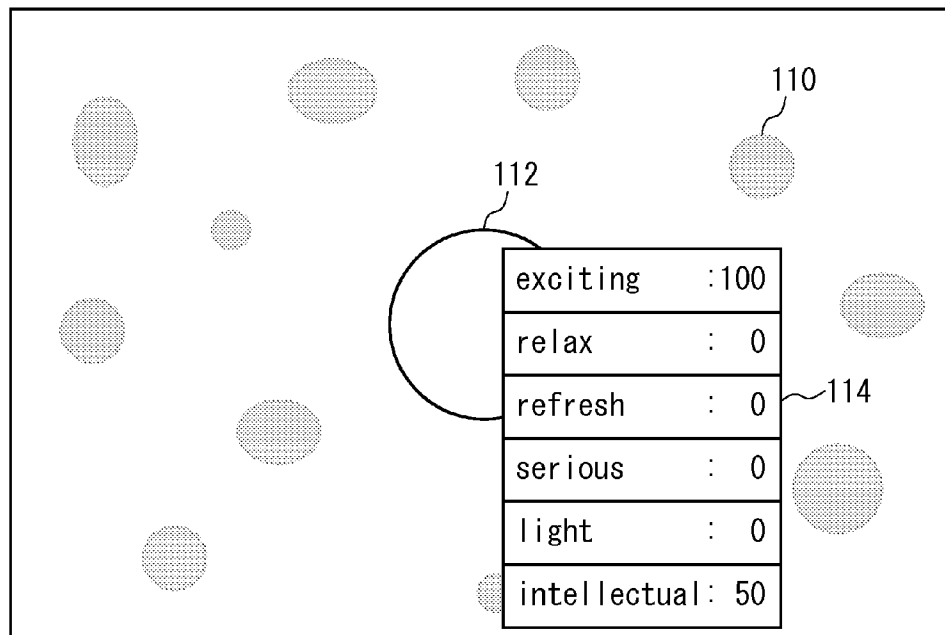 110
112
exciting :100
relax : 0
refresh : 0
114
serious : 0
light : 0
intellectual: 50